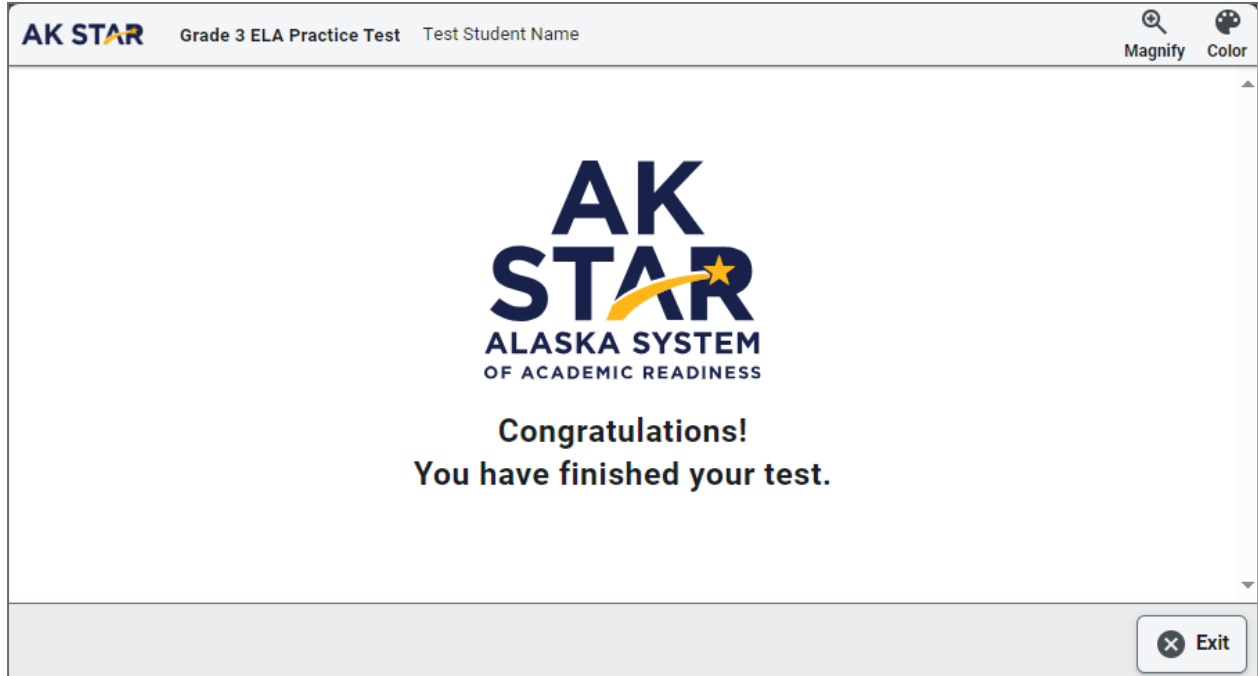 AK STAR Grade 3 ELA Practice Test Test Student Name
Magnify Color
AK
STAR
ALASKA SYSTEM
OF ACADEMIC READINESS
Congratulations!
You have finished your test.
Exit